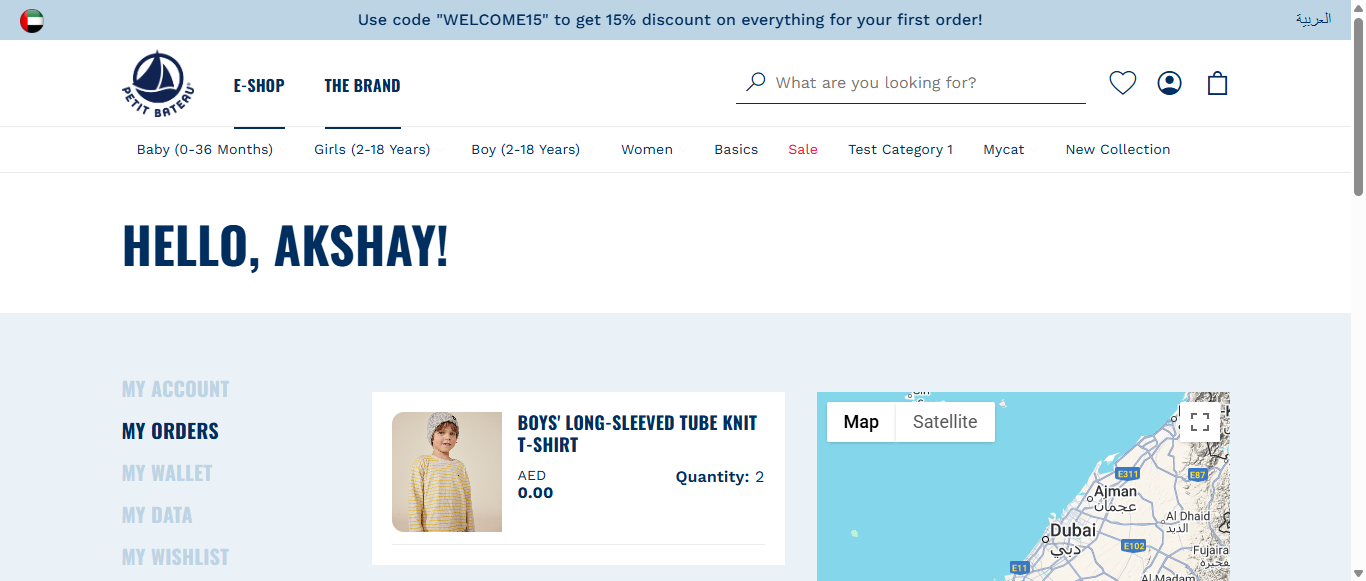 Use code "WELCOME15" to get 15% discount on everything for your first order!
العربية
PETIT BATEAU
E-SHOP
THE BRAND
What are you looking for?
Baby (0-36 Months)
Girls (2-18 Years)
Boy (2-18 Years)
Women
Basics
Sale
Test Category 1
Mycat
New Collection
HELLO, AKSHAY!
MY ACCOUNT
MY ORDERS
MY WALLET
MY DATA
MY WISHLIST
BOYS' LONG-SLEEVED TUBE KNIT
T-SHIRT
AED
0.00
Quantity: 2
Map
Satellite
E311
E87
Ajman
عجمان
Al Dhaid
الذيد
Dubai
دبي
E102
Fujaira
E11
Al Madam